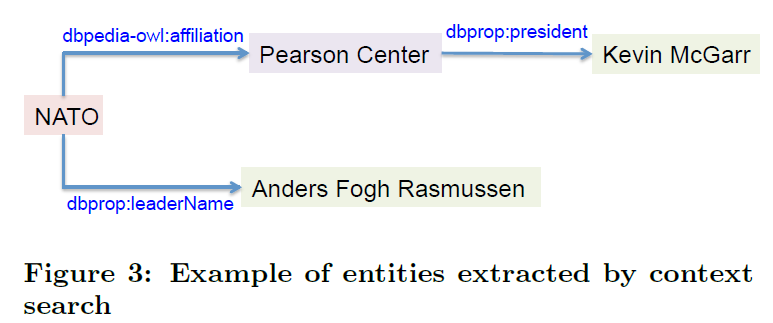 dbpedia-owl:affiliation
dbprop:president
Pearson Center
Kevin McGarr
NATO
Anders Fogh Rasmussen
dbprop:leaderName
Figure 3: Example of entities extracted by context
search